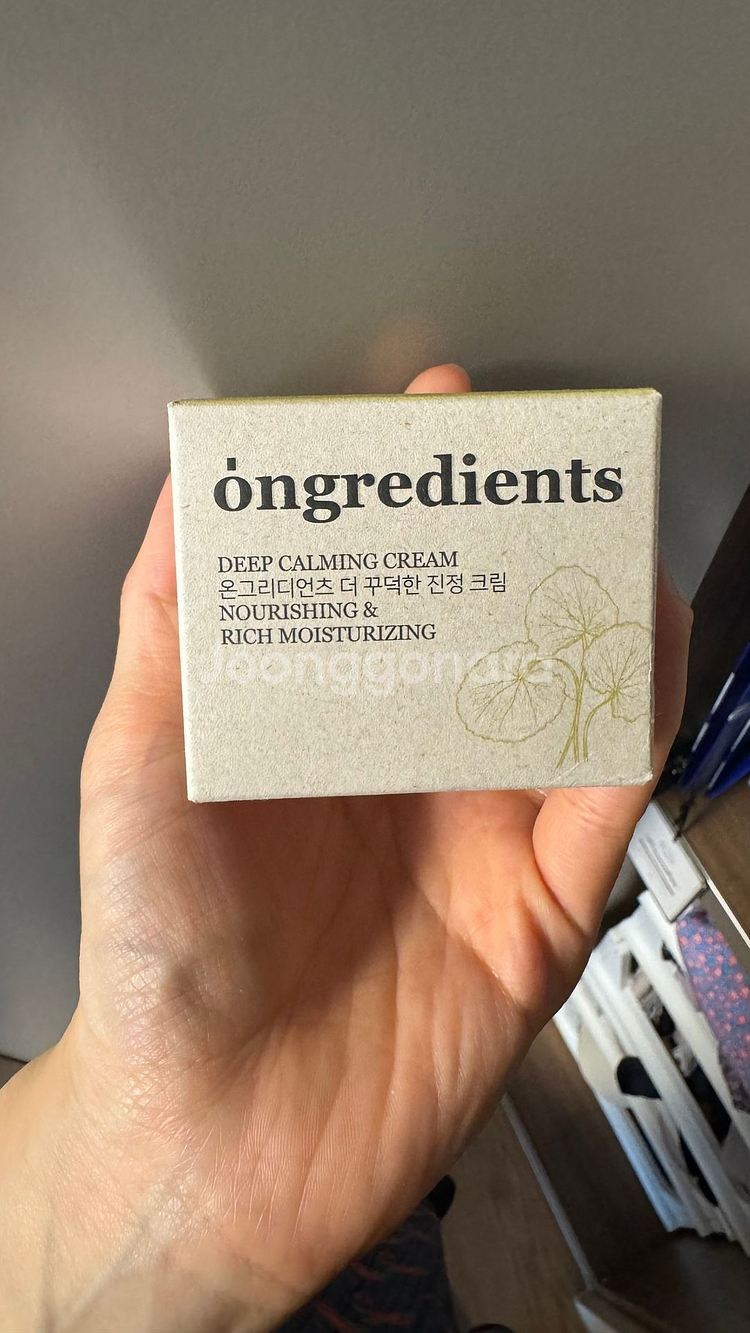 ongredients
DEEP CALMING CREAM
온그리디언츠 더 꾸덕한 진정 크림
NOURISHING &
RICH MOISTURIZING
Joonggonara